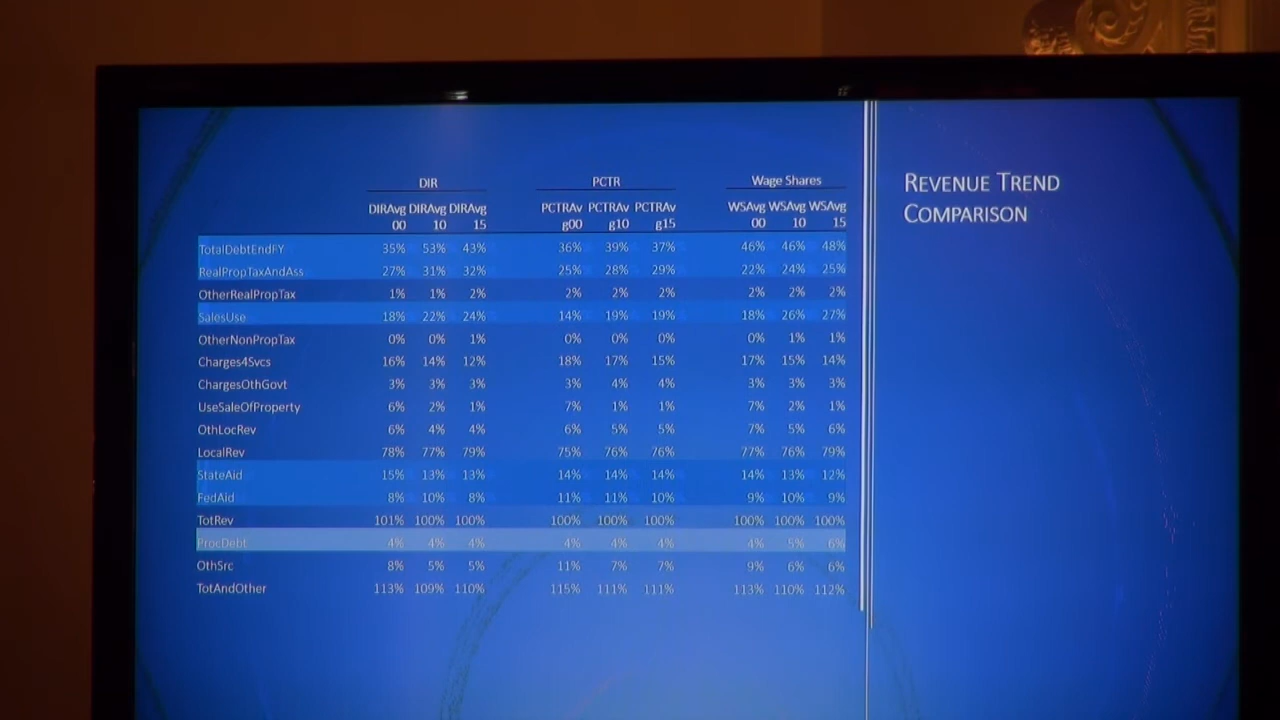 DIR PCTR Wage Shares
DIRAvg DIRAvg DIRAvg PCTRAv PCTRAv PCTRAv WSAvg WSAvg WSAvg
00 10 15 g00 g10 g15 00 10 15
TotalDebtEndFY 35% 53% 43% 36% 39% 37% 46% 46% 48%
RealPropTaxAndAss 27% 31% 32% 25% 28% 29% 22% 24% 25%
OtherRealPropTax 1% 1% 2% 2% 2% 2% 2% 2% 2%
SalesUse 18% 22% 24% 14% 19% 19% 18% 26% 27%
OtherNonPropTax 0% 0% 1% 0% 0% 0% 0% 1% 1%
Charges4Svcs 16% 14% 12% 18% 17% 15% 17% 15% 14%
ChargesOthGovt 3% 3% 3% 3% 4% 4% 3% 3% 3%
UseSaleOfProperty 6% 2% 1% 7% 1% 1% 7% 2% 1%
OthLocRev 6% 4% 4% 6% 5% 5% 7% 5% 6%
LocalRev 78% 77% 79% 75% 76% 76% 77% 76% 79%
StateAid 15% 13% 13% 14% 14% 14% 14% 13% 12%
FedAid 8% 10% 8% 11% 11% 10% 9% 10% 9%
TotRev 101% 100% 100% 100% 100% 100% 100% 100% 100%
ProcDebt 4% 4% 4% 4% 4% 4% 4% 5% 6%
OthSrc 8% 5% 5% 11% 7% 7% 9% 6% 6%
TotAndOther 113% 109% 110% 115% 111% 111% 113% 110% 112%
REVENUE TREND
COMPARISON